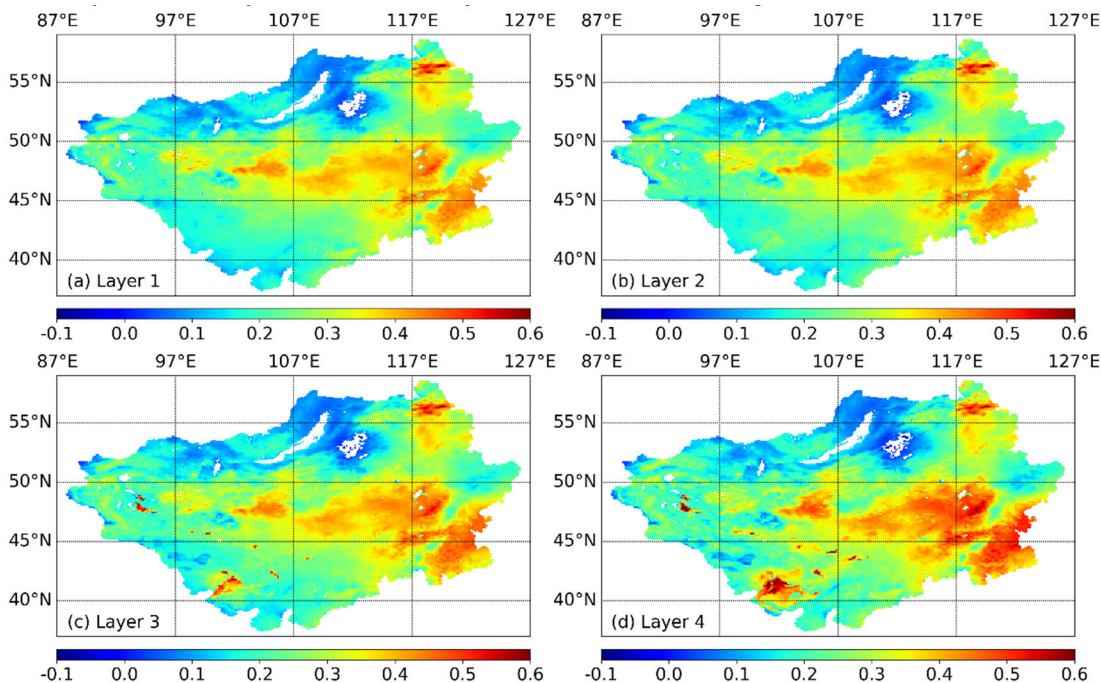 87°E 97°E 107°E 117°E 127°E 87°E 97°E 107°E 117°E 127°E
55°N 55°N
50°N 50°N
45°N 45°N
40°N 40°N
(a) Layer 1 (b) Layer 2
-0.1 0.0 0.1 0.2 0.3 0.4 0.5 0.6 -0.1 0.0 0.1 0.2 0.3 0.4 0.5 0.6
87°E 97°E 107°E 117°E 127°E 87°E 97°E 107°E 117°E 127°E
55°N 55°N
50°N 50°N
45°N 45°N
40°N 40°N
(c) Layer 3 (d) Layer 4
-0.1 0.0 0.1 0.2 0.3 0.4 0.5 0.6 -0.1 0.0 0.1 0.2 0.3 0.4 0.5 0.6